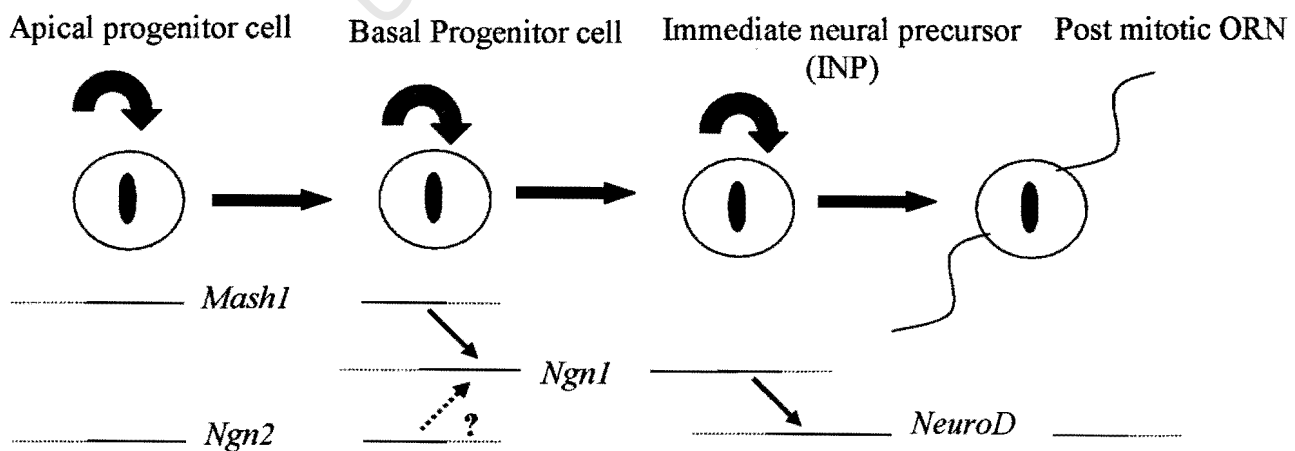 Apical progenitor cell
Basal Progenitor cell
Immediate neural precursor
(INP)
Post mitotic ORN
Mash1
Ngn1
?
Ngn2
NeuroD